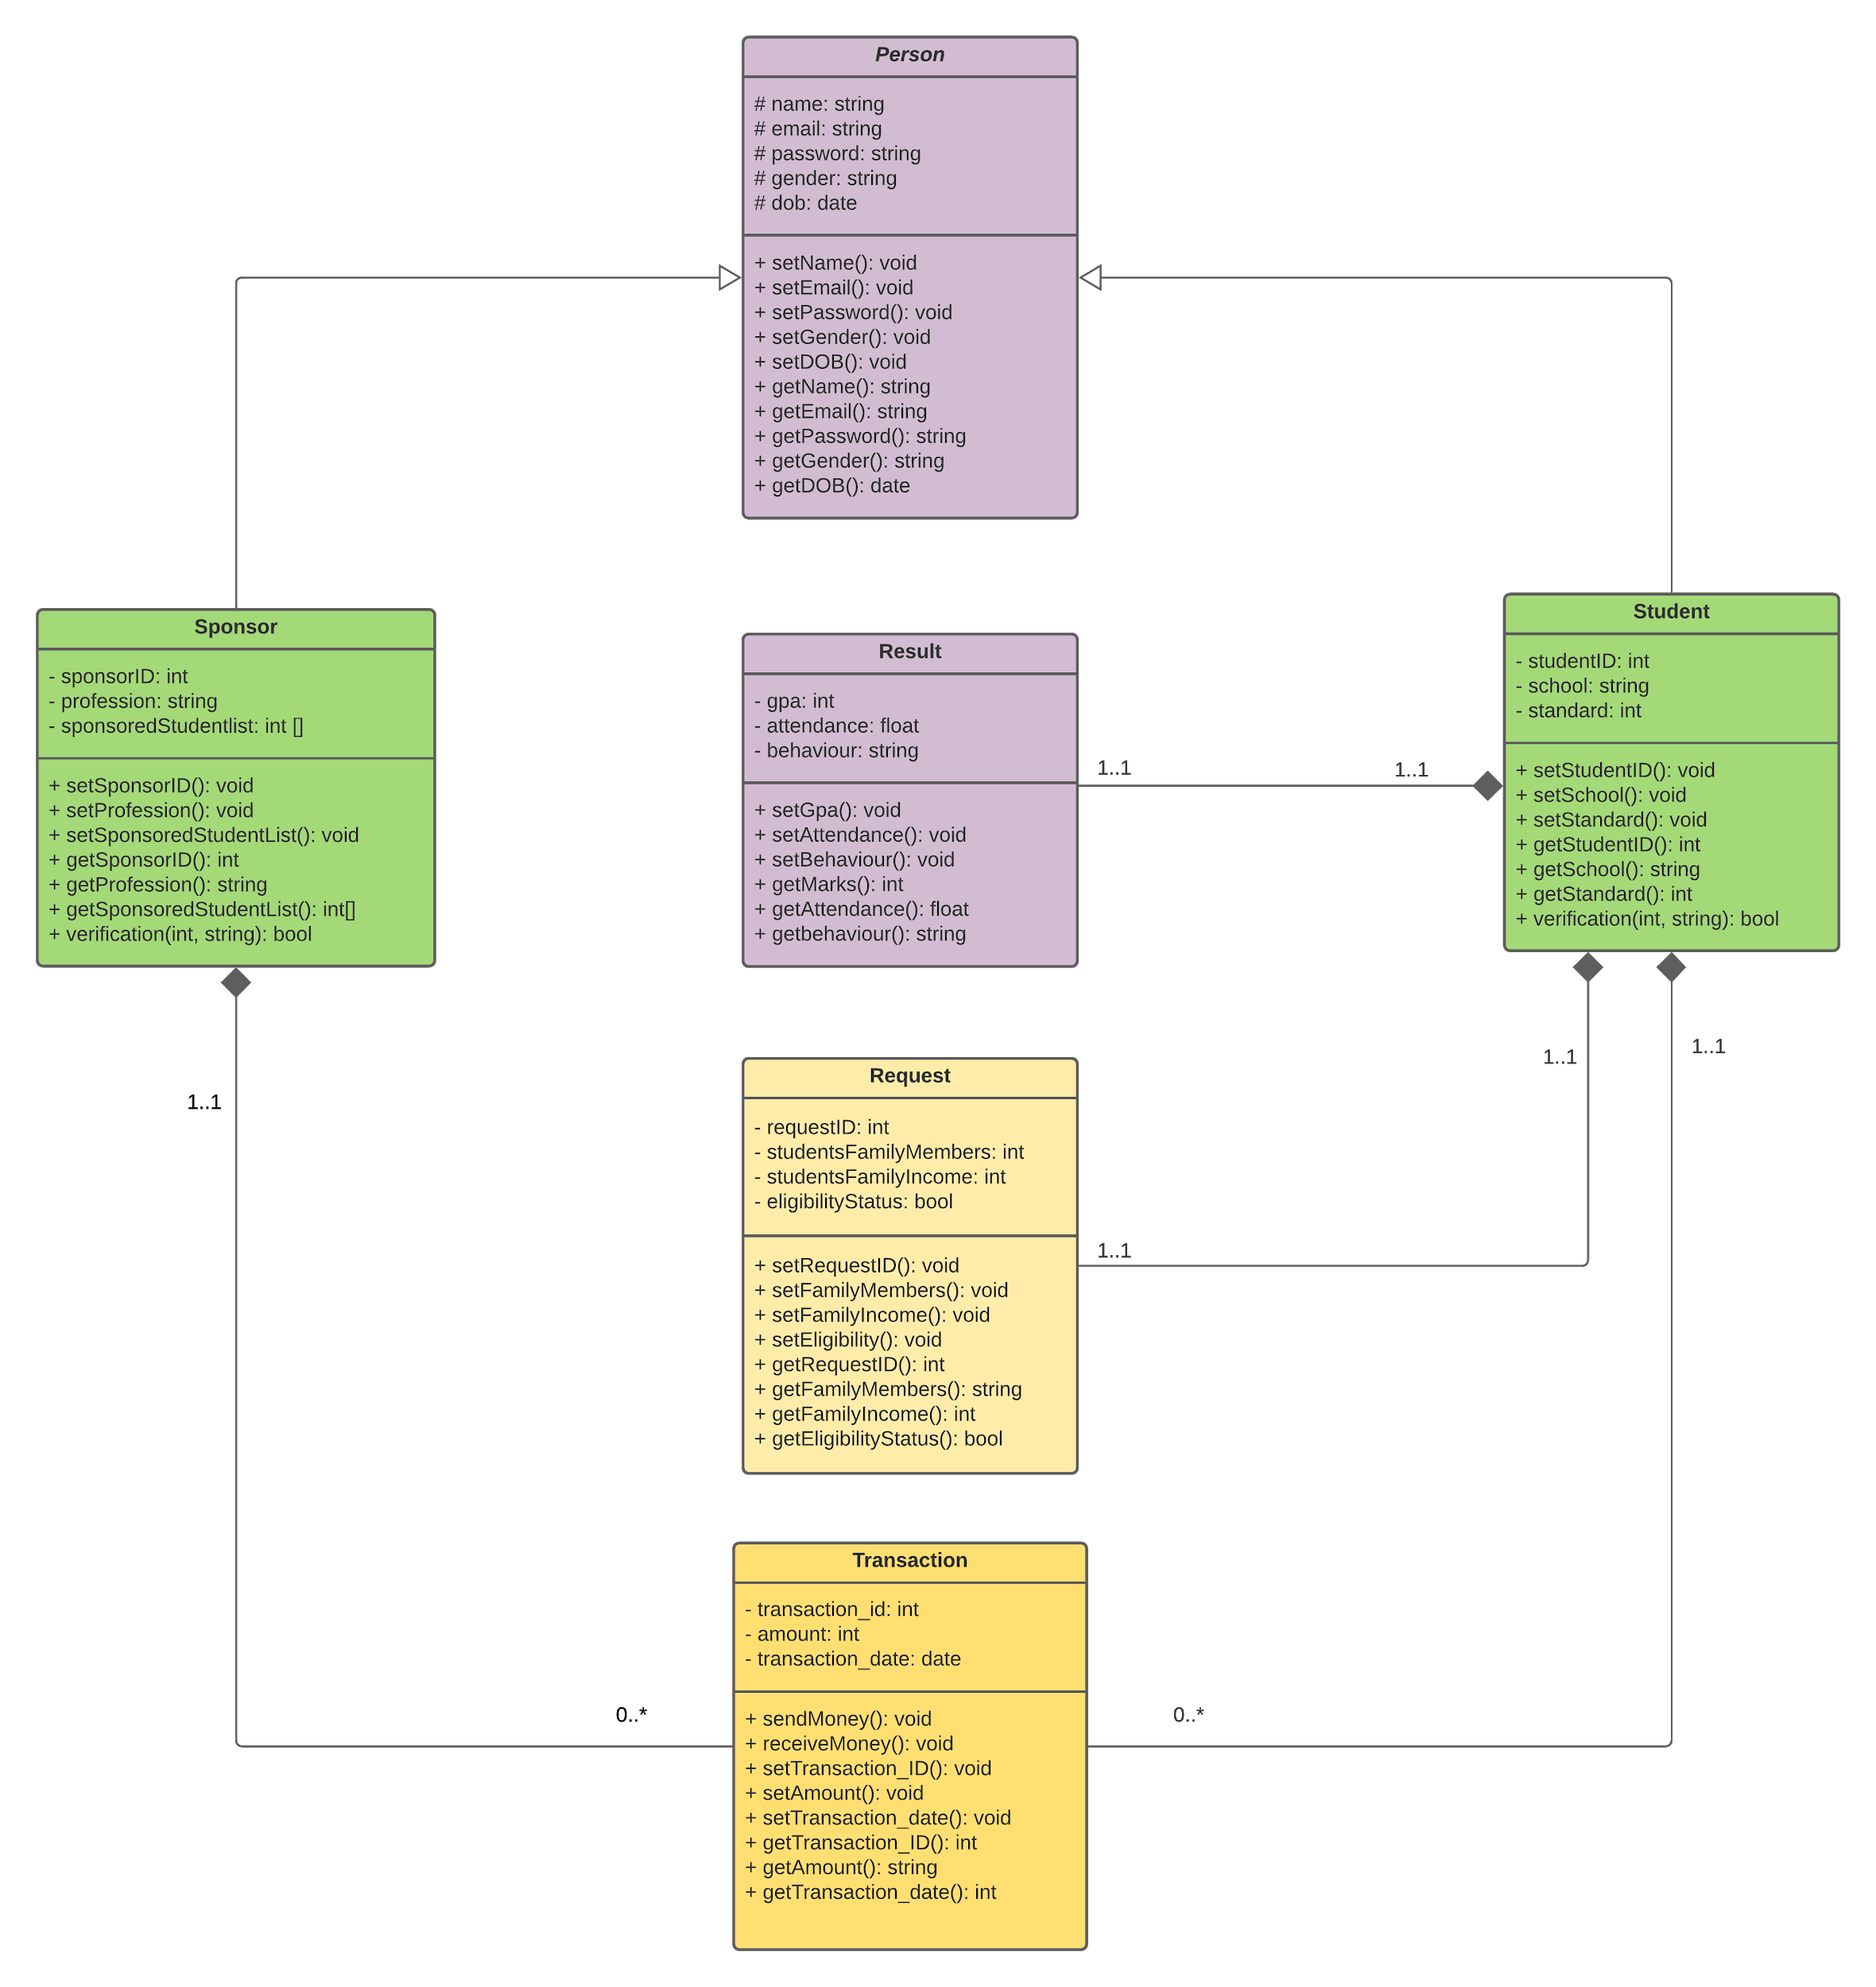 Person
# name: string
# email: string
# password: string
# gender: string
# dob: date
+ setName(): void
+ setEmail(): void
+ setPassword(): void
+ setGender(): void
+ setDOB(): void
+ getName(): string
+ getEmail(): string
+ getPassword(): string
+ getGender(): string
+ getDOB(): date
Sponsor
- sponsorID: int
- profession: string
- sponsoredStudentlist: int []
+ setSponsorID(): void
+ setProfession(): void
+ setSponsoredStudentList(): void
+ getSponsorID(): int
+ getProfession(): string
+ getSponsoredStudentList(): int[]
+ verification(int, string): bool
Result
- gpa: int
- attendance: float
- behaviour: string
+ setGpa(): void
+ setAttendance(): void
+ setBehaviour(): void
+ getMarks(): int
+ getAttendance(): float
+ getbehaviour(): string
1..1
1..1
Student
- studentID: int
- school: string
- standard: int
+ setStudentID(): void
+ setSchool(): void
+ setStandard(): void
+ getStudentID(): int
+ getSchool(): string
+ getStandard(): int
+ verification(int, string): bool
1..1
1..1
1..1
Request
- requestID: int
- studentsFamilyMembers: int
- studentsFamilyIncome: int
- eligibilityStatus: bool
+ setRequestID(): void
+ setFamilyMembers(): void
+ setFamilyIncome(): void
+ setEligibility(): void
+ getRequestID(): int
+ getFamilyMembers(): string
+ getFamilyIncome(): int
+ getEligibilityStatus(): bool
1..1
Transaction
- transaction_id: int
- amount: int
- transaction_date: date
+ sendMoney(): void
+ receiveMoney(): void
+ setTransaction_ID(): void
+ setAmount(): void
+ setTransaction_date(): void
+ getTransaction_ID(): int
+ getAmount(): string
+ getTransaction_date(): int
0..*
0..*